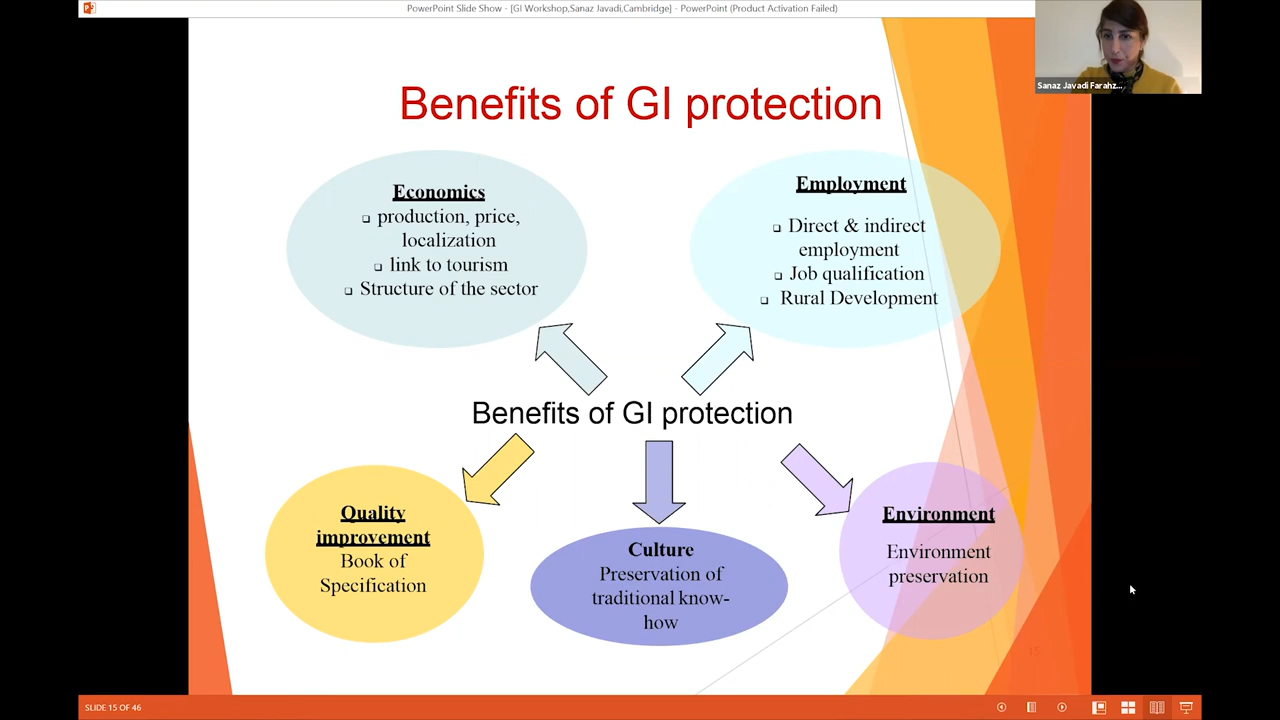 PowerPoint Slide Show - [GI Workshop,Sanaz Javadi,Cambridge] - PowerPoint (Product Activation Failed)
Sanaz Javadi Farahz...
Benefits of GI protection
Economics
production, price,
localization
link to tourism
Structure of the sector
Employment
Direct & indirect
employment
Job qualification
Rural Development
Benefits of GI protection
Quality
improvement
Book of
Specification
Culture
Preservation of
traditional know-
how
Environment
Environment
preservation
15
SLIDE 15 OF 46